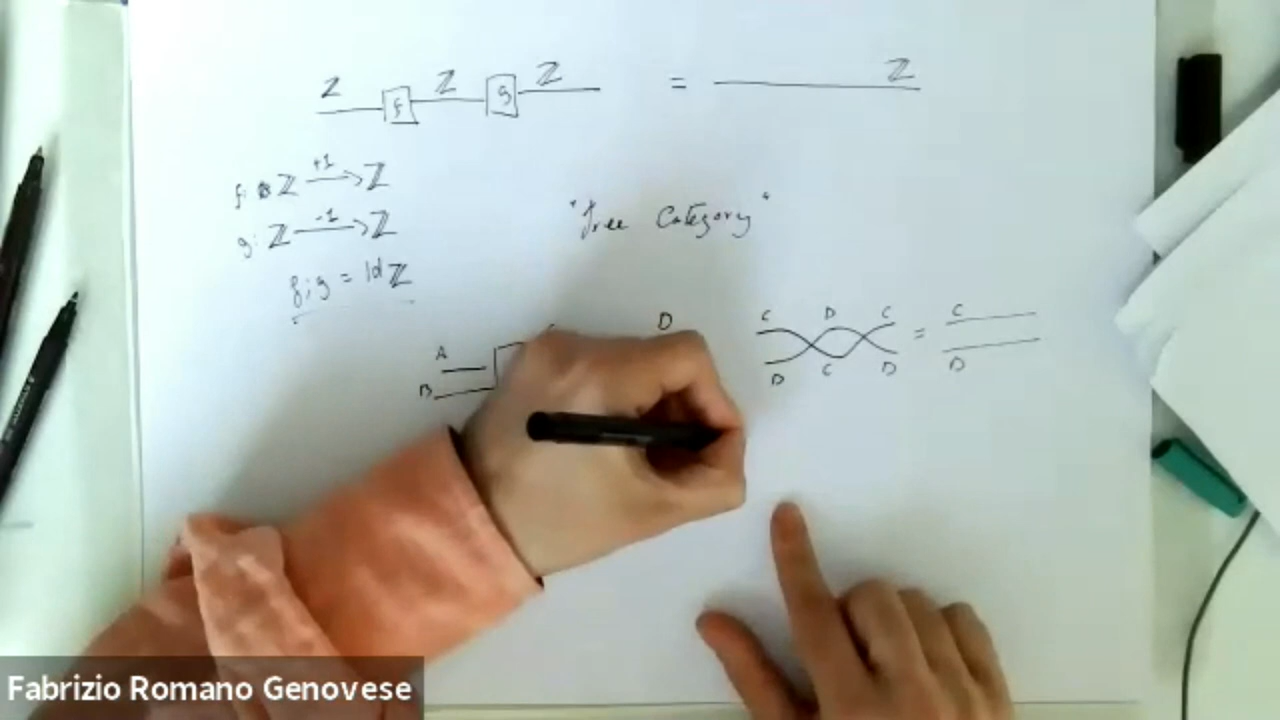 Z Z Z = Z
f g
f: Z +1 → Z
g: Z -1 → Z
f;g = id Z
"Free Category"
A D C D C = C
B D C D D
Fabrizio Romano Genovese